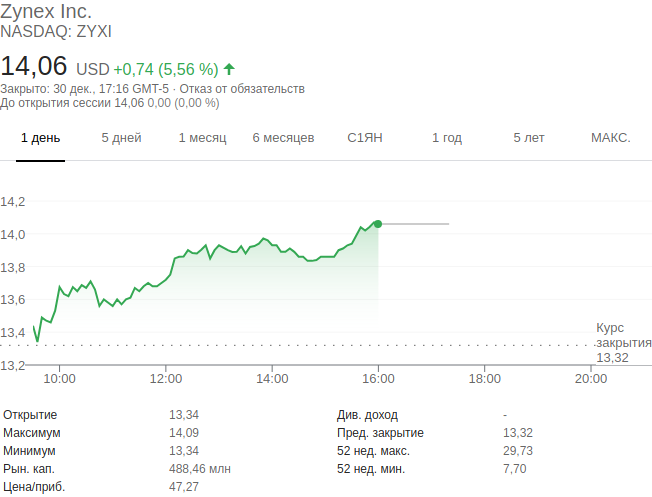 Zynex Inc.
NASDAQ: ZYXI
14,06 USD +0,74 (5,56 %)
Закрыто: 30 дек., 17:16 GMT-5 · Отказ от обязательств
До открытия сессии 14,06 0,00 (0,00 %)
1 день 5 дней 1 месяц 6 месяцев С1ЯН 1 год 5 лет МАКС.
14,2
14,0
13,8
13,6
13,4
13,2
Курс
закрытия
13,32
10:00 12:00 14:00 16:00 18:00 20:00
Открытие 13,34 Див. доход -
Максимум 14,09 Пред. закрытие 13,32
Минимум 13,34 52 нед. макс. 29,73
Рын. кап. 488,46 млн 52 нед. мин. 7,70
Цена/приб. 47,27